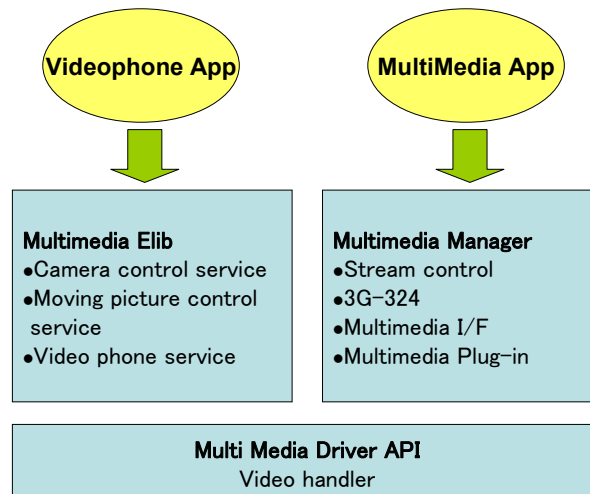 Videophone App
MultiMedia App
Multimedia Elib
●Camera control service
●Moving picture control
service
●Video phone service
Multimedia Manager
●Stream control
●3G-324
●Multimedia I/F
●Multimedia Plug-in
Multi Media Driver API
Video handler